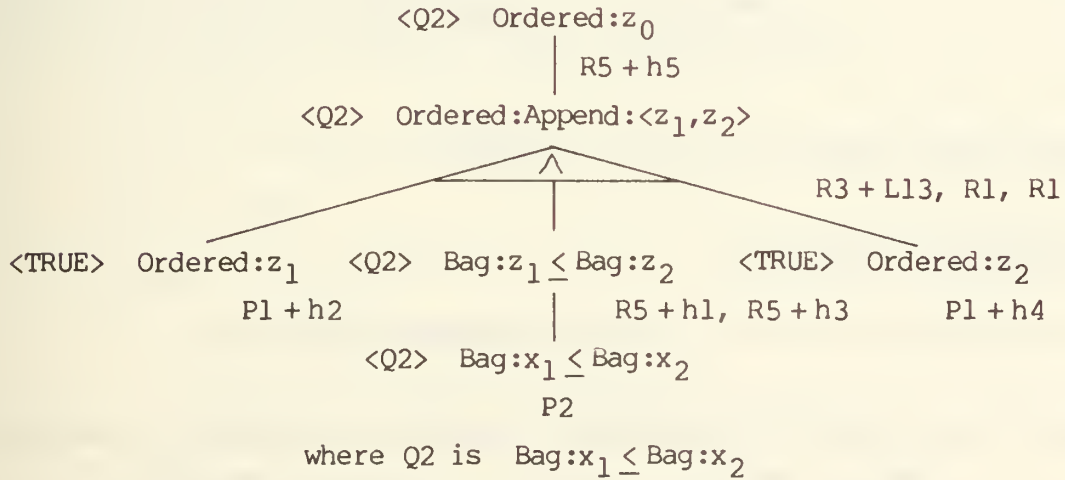 <Q2> Ordered:z₀
R5 + h5
<Q2> Ordered:Append:<z₁,z₂>
∧
R3 + L13, R1, R1
<TRUE> Ordered:z₁ <Q2> Bag:z₁ ≤ Bag:z₂ <TRUE> Ordered:z₂
P1 + h2 R5 + h1, R5 + h3 P1 + h4
<Q2> Bag:x₁ ≤ Bag:x₂
P2
where Q2 is Bag:x₁ ≤ Bag:x₂